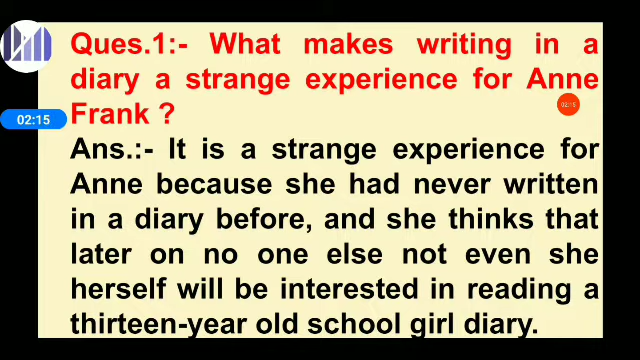 Ques.1:- What makes writing in a
diary a strange experience for Anne
Frank ?
02:15
02:15
Ans.:- It is a strange experience for
Anne because she had never written
in a diary before, and she thinks that
later on no one else not even she
herself will be interested in reading a
thirteen-year old school girl diary.